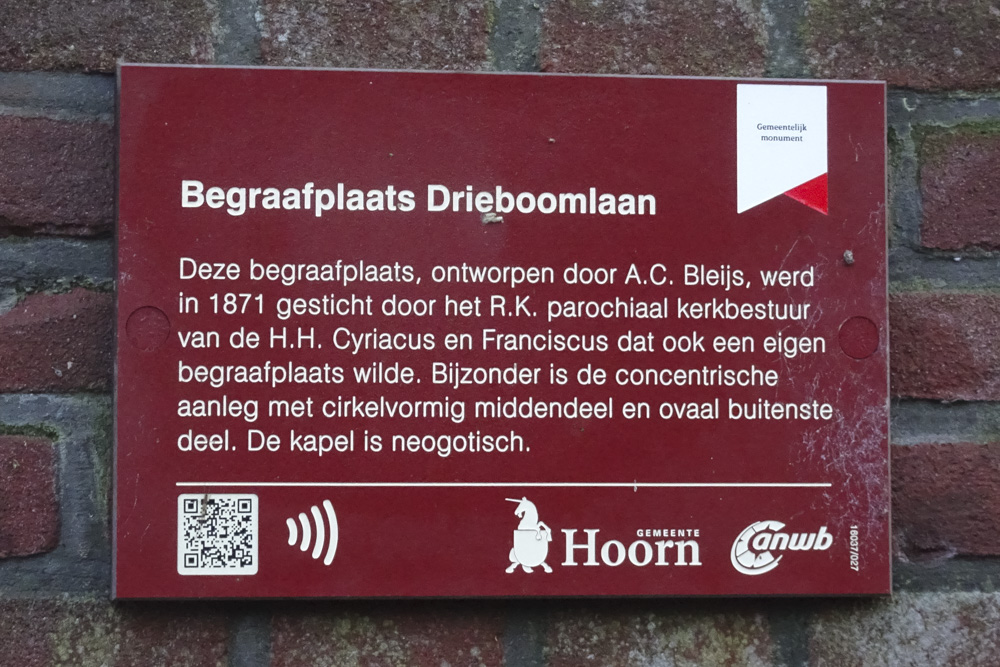 Gemeentelijk
monument
Begraafplaats Drieboomlaan
Deze begraafplaats, ontworpen door A.C. Bleijs, werd
in 1871 gesticht door het R.K. parochiaal kerkbestuur
van de H.H. Cyriacus en Franciscus dat ook een eigen
begraafplaats wilde. Bijzonder is de concentrische
aanleg met cirkelvormig middendeel en ovaal buitenste
deel. De kapel is neogotisch.
GEMEENTE
Hoorn
anwb
16037/027